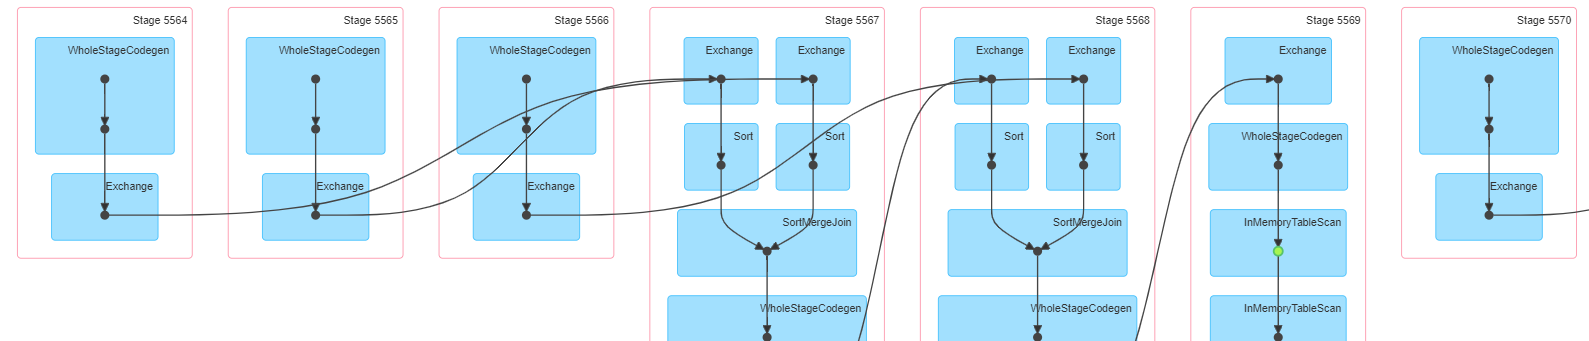 Stage 5564
WholeStageCodegen
Exchange
Stage 5565
WholeStageCodegen
Exchange
Stage 5566
WholeStageCodegen
Exchange
Stage 5567
Exchange
Exchange
Sort
Sort
SortMergeJoin
WholeStageCodegen
Stage 5568
Exchange
Exchange
Sort
Sort
SortMergeJoin
WholeStageCodegen
Stage 5569
Exchange
WholeStageCodegen
InMemoryTableScan
InMemoryTableScan
Stage 5570
WholeStageCodegen
Exchange